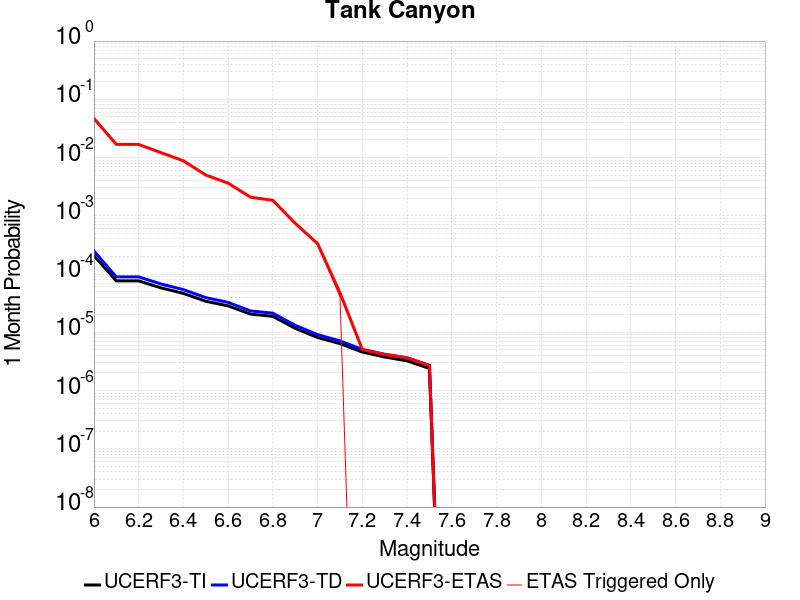 Tank Canyon
10 0
10 -1
10 -2
10 -3
10 -4
10 -5
10 -6
10 -7
10 -8
1 Month Probability
6 6.2 6.4 6.6 6.8 7 7.2 7.4 7.6 7.8 8 8.2 8.4 8.6 8.8 9
Magnitude
UCERF3-TI UCERF3-TD UCERF3-ETAS ETAS Triggered Only